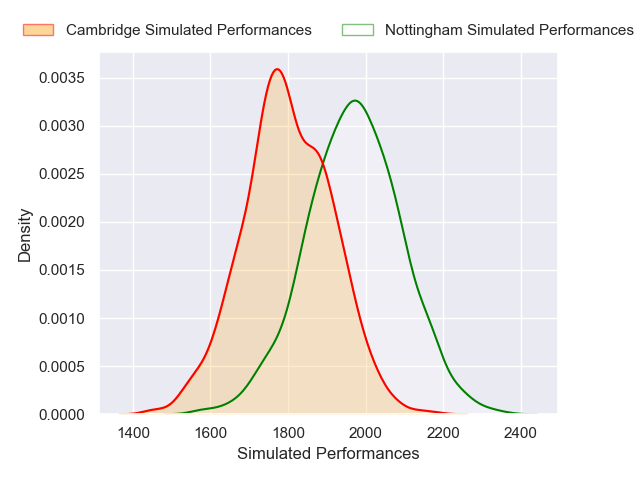 Cambridge Simulated Performances Nottingham Simulated Performances
0.0035
0.0030
0.0025
0.0020
0.0015
0.0010
0.0005
0.0000
Density
1400 1600 1800 2000 2200 2400
Simulated Performances